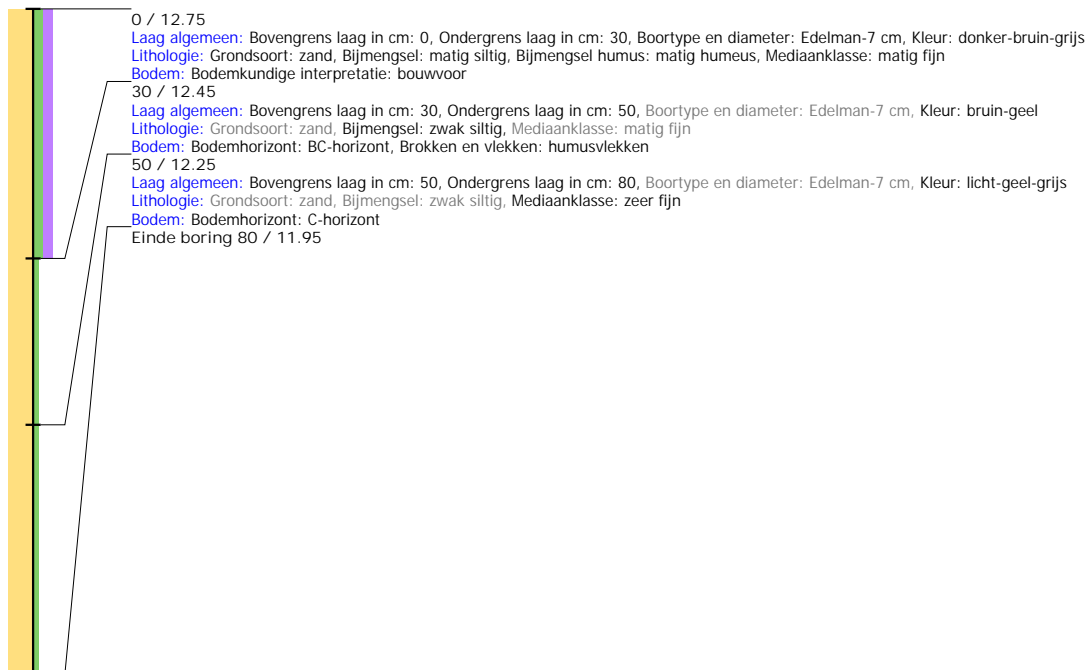 0 / 12.75
Laag algemeen: Bovengrens laag in cm: 0, Ondergrens laag in cm: 30, Boortype en diameter: Edelman-7 cm, Kleur: donker-bruin-grijs
Lithologie: Grondsoort: zand, Bijmengsel: matig siltig, Bijmengsel humus: matig humeus, Mediaanklasse: matig fijn
Bodem: Bodemkundige interpretatie: bouwvoor
30 / 12.45
Laag algemeen: Bovengrens laag in cm: 30, Ondergrens laag in cm: 50, Boortype en diameter: Edelman-7 cm, Kleur: bruin-geel
Lithologie: Grondsoort: zand, Bijmengsel: zwak siltig, Mediaanklasse: matig fijn
Bodem: Bodemhorizont: BC-horizont, Brokken en vlekken: humusvlekken
50 / 12.25
Laag algemeen: Bovengrens laag in cm: 50, Ondergrens laag in cm: 80, Boortype en diameter: Edelman-7 cm, Kleur: licht-geel-grijs
Lithologie: Grondsoort: zand, Bijmengsel: zwak siltig, Mediaanklasse: zeer fijn
Bodem: Bodemhorizont: C-horizont
Einde boring 80 / 11.95